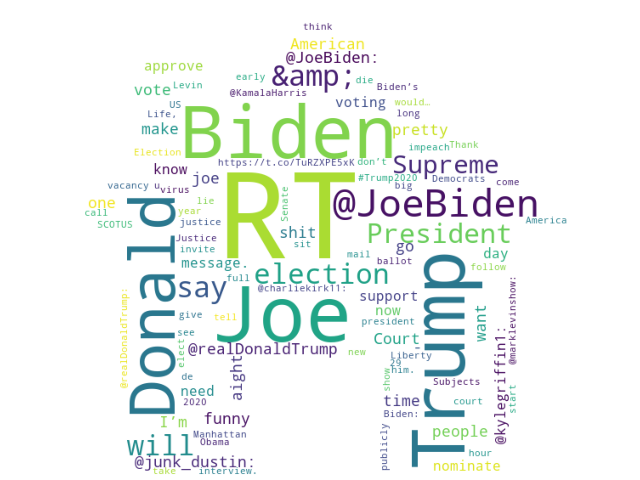 think
American
@JoeBiden:
approve
Levin
early
&amp;
die
Biden's
vote
@KamalaHarris
voting
would…
US
Life,
long
make
Biden
pretty
Election
impeach
Thank
https://t.co/TuRZXPE5xK
don't
know
Supreme
joe
RT
#Trump2020
Democrats
vacancy
u
virus
big
come
one
lie
@JoeBiden
call
year
Senate
America
SCOTUS
justice
shit
President
Justice
sit
go
invite
mail
ballot
day
message.
election
follow
Donald
say
full
@charliekirk11:
support
want
@realDonaldTrump:
Joe
now
give
tell
president
see
Court
Liberty
@realDonaldTrump
new
him.
elect
29
@marklevinshow:
de
aight
show
Trump
Subjects
need
time
court
start
2020
Biden:
I'm
funny
@kylegriffin1:
will
Manhattan
people
Obama
publicly
hour
@junk_dustin:
nominate
take
interview.